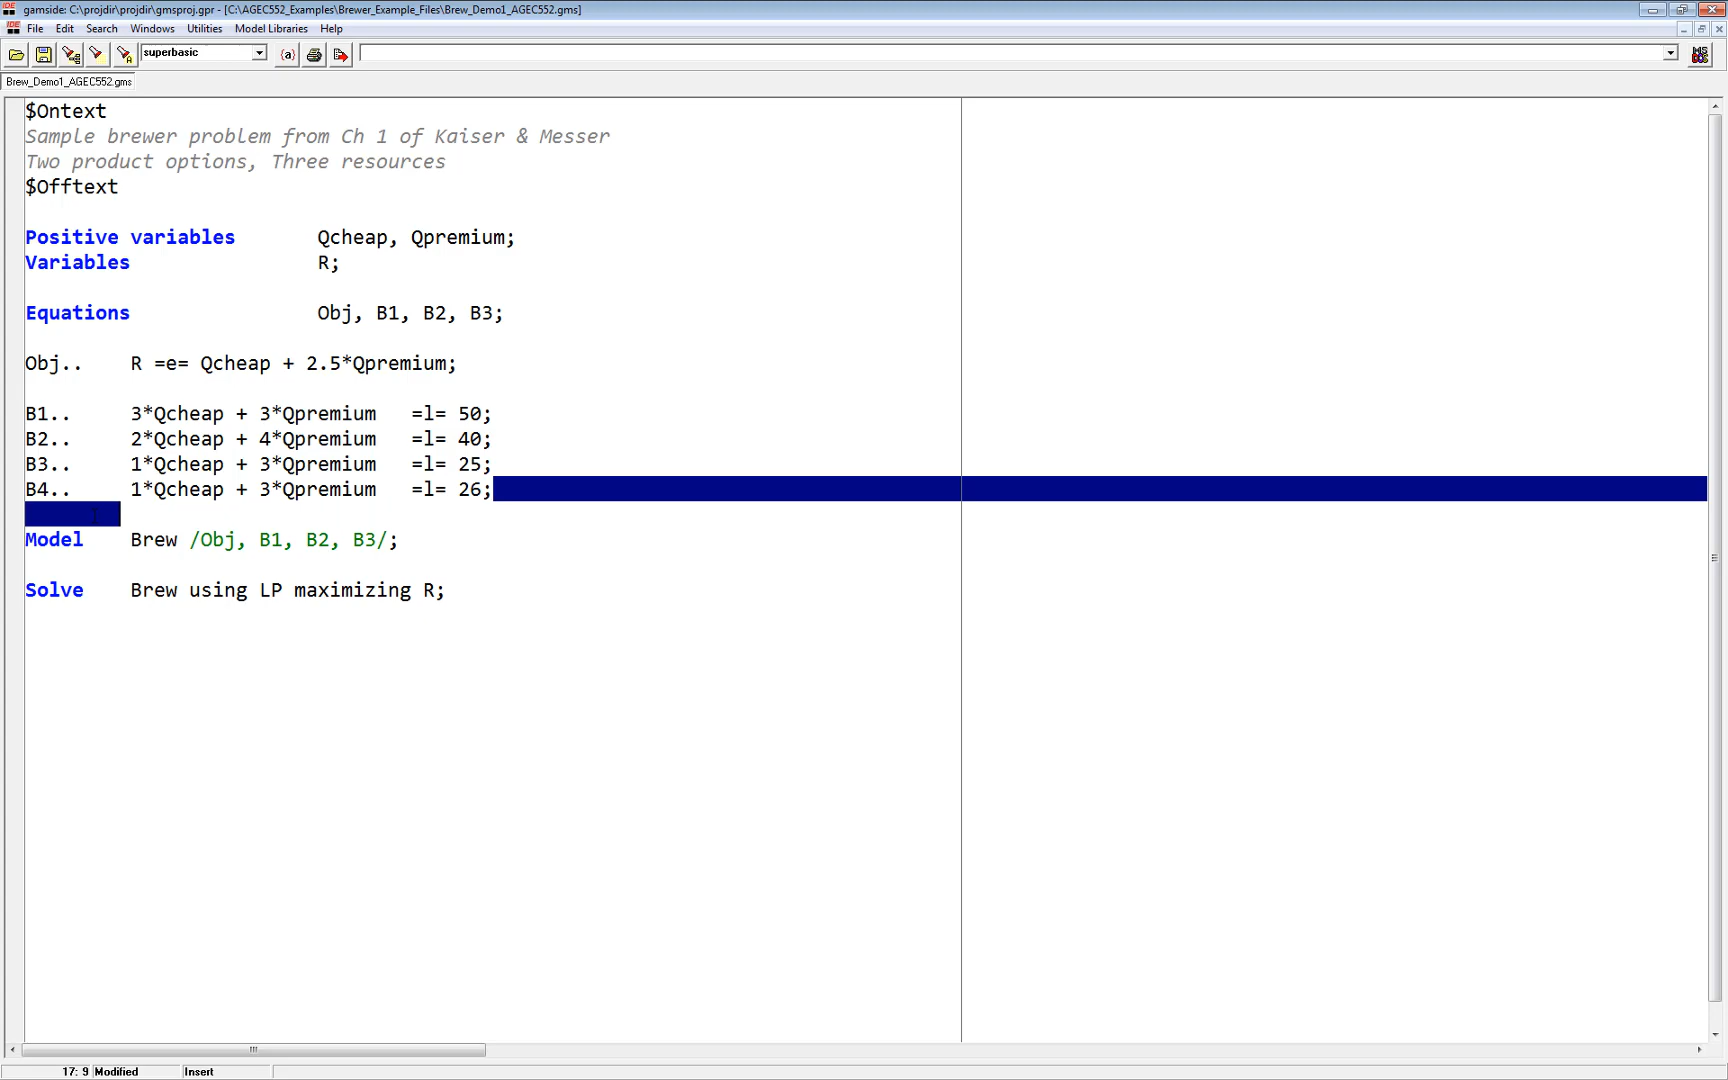 gamside: C:\projdir\projdir\gmsproj.gpr - [C:\AGEC552_Examples\Brewer_Example_Files\Brew_Demo1_AGEC552.gms]
IDE File Edit Search Windows Utilities Model Libraries Help
superbasic {a}
Brew_Demo1_AGEC552.gms
$Ontext
Sample brewer problem from Ch 1 of Kaiser & Messer
Two product options, Three resources
$Offtext
Positive variables Qcheap, Qpremium;
Variables R;
Equations Obj, B1, B2, B3;
Obj.. R =e= Qcheap + 2.5*Qpremium;
B1.. 3*Qcheap + 3*Qpremium =l= 50;
B2.. 2*Qcheap + 4*Qpremium =l= 40;
B3.. 1*Qcheap + 3*Qpremium =l= 25;
B4.. 1*Qcheap + 3*Qpremium =l= 26;
Model Brew /Obj, B1, B2, B3/;
Solve Brew using LP maximizing R;
17: 9 Modified Insert